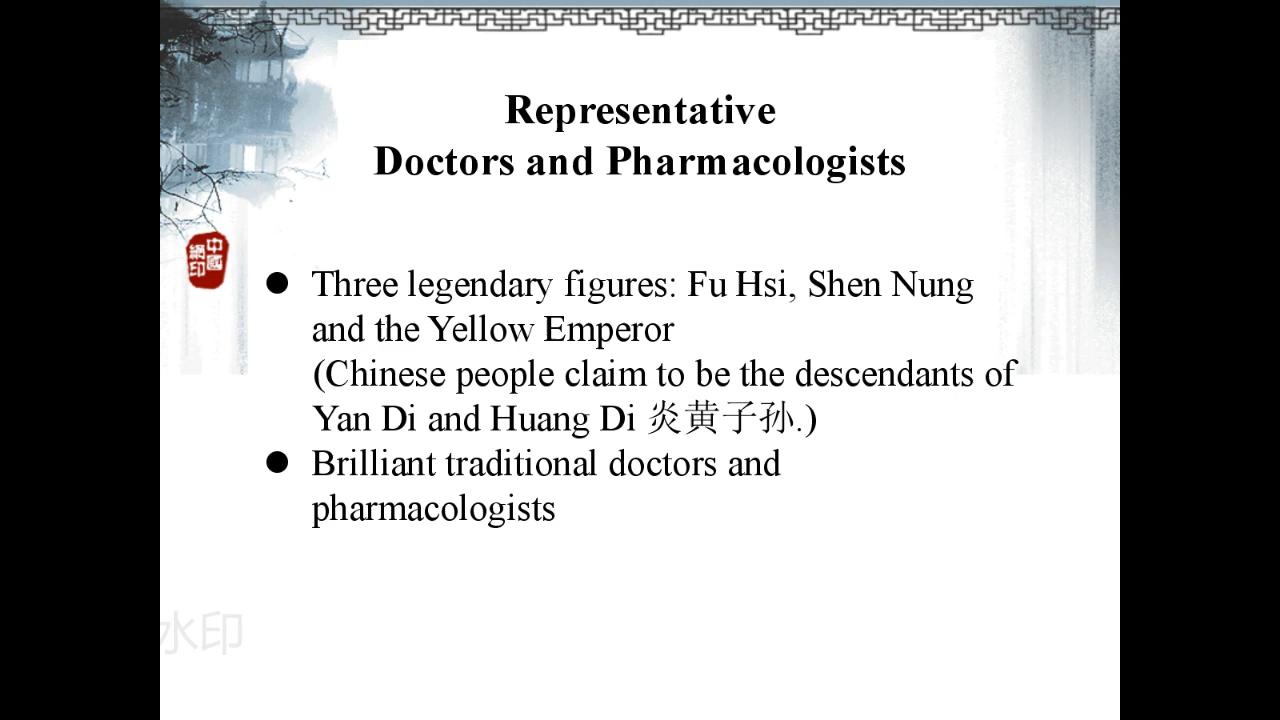 Representative
Doctors and Pharmacologists
中國
網印
● Three legendary figures: Fu Hsi, Shen Nung
and the Yellow Emperor
(Chinese people claim to be the descendants of
Yan Di and Huang Di 炎黄子孙.)
● Brilliant traditional doctors and
pharmacologists
水印